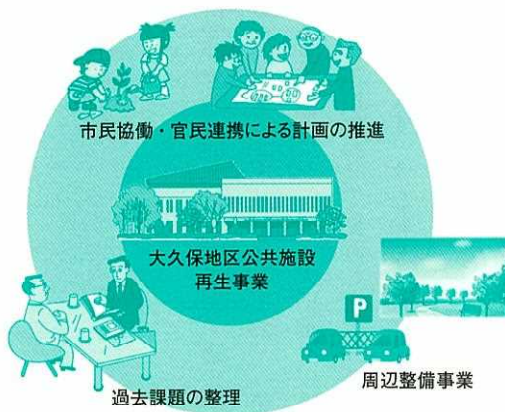 市民協働・官民連携による計画の推進
大久保地区公共施設
再生事業
P
周辺整備事業
過去課題の整理